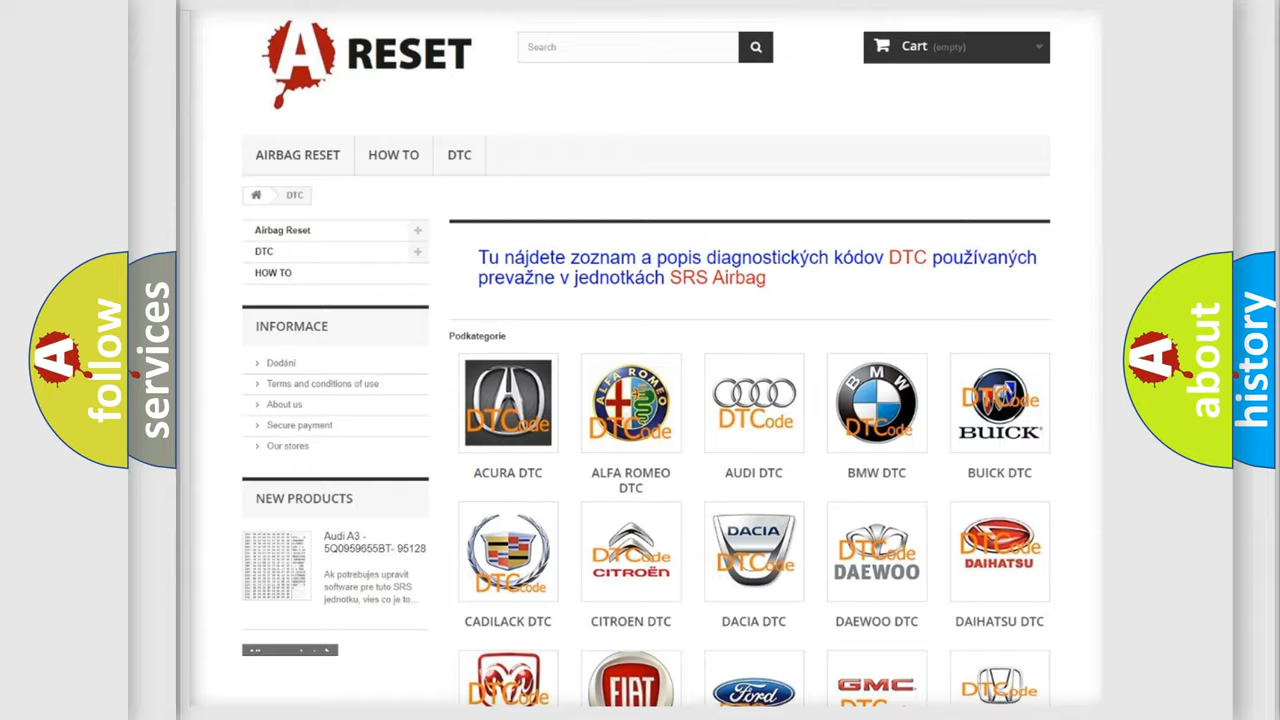 A RESET
Search
Cart (empty)
AIRBAG RESET
HOW TO
DTC
DTC
Airbag Reset
DTC
HOW TO
INFORMACE
Dodání
Terms and conditions of use
About us
Secure payment
Our stores
NEW PRODUCTS
Audi A3 -
5Q0959655BT- 95128
Ak potrebujes upravit
software pre tuto SRS
jednotku, vies co je to...
Tu nájdete zoznam a popis diagnostických kódov DTC používaných
prevažne v jednotkách SRS Airbag
Podkategorie
DTCode
ALFA ROMEO
DTCode
DTCode
BMW
DTCode
DTCode
BUICK
ACURA DTC
ALFA ROMEO
DTC
AUDI DTC
BMW DTC
BUICK DTC
DTCode
DTCode
CITROËN
DACIA
DTCode
DTCode
DAEWOO
DTCode
DAIHATSU
CADILACK DTC
CITROEN DTC
DACIA DTC
DAEWOO DTC
DAIHATSU DTC
DTCode
FIAT
Ford
GMC
DTCode
A follow
services
A about
history